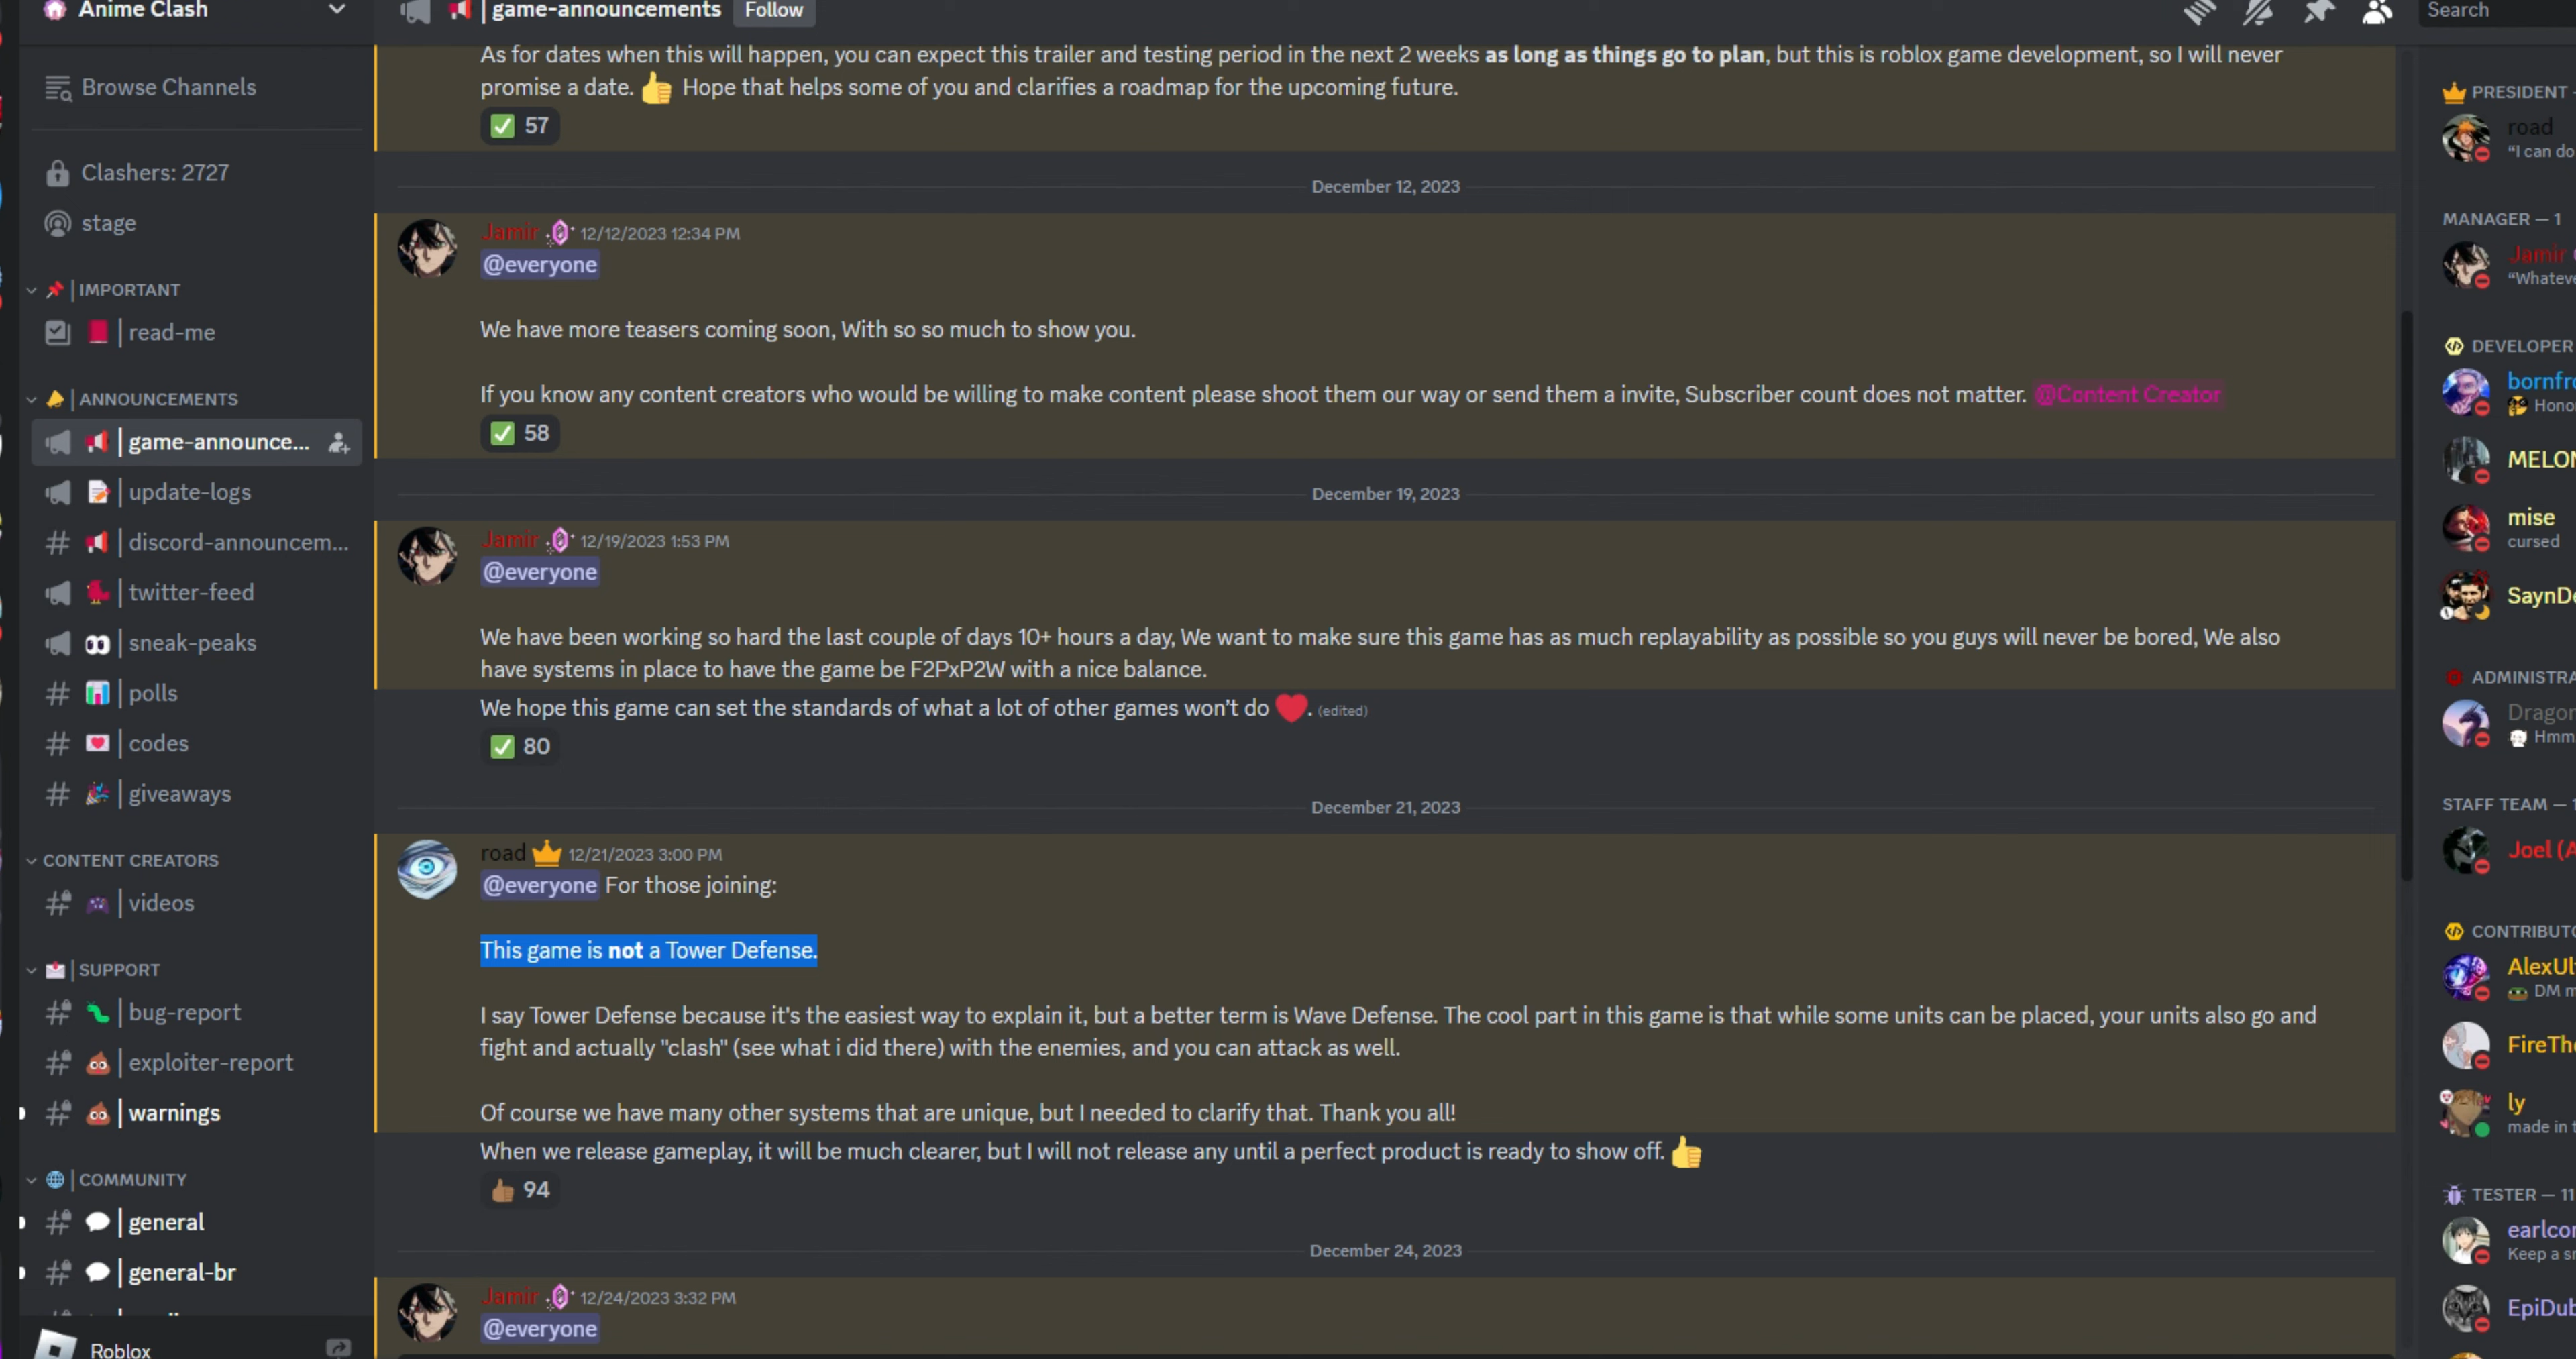 Anime Clash
Browse Channels
Clashers: 2727
stage
IMPORTANT
read-me
ANNOUNCEMENTS
game-announce...
update-logs
discord-announcem...
twitter-feed
sneak-peaks
polls
codes
giveaways
CONTENT CREATORS
videos
SUPPORT
bug-report
exploiter-report
warnings
COMMUNITY
general
general-br
Roblox
game-announcements Follow
As for dates when this will happen, you can expect this trailer and testing period in the next 2 weeks as long as things go to plan, but this is roblox game development, so I will never
promise a date. 👍 Hope that helps some of you and clarifies a roadmap for the upcoming future.
✅ 57
December 12, 2023
Jamir 12/12/2023 12:34 PM
@everyone
We have more teasers coming soon, With so so much to show you.
If you know any content creators who would be willing to make content please shoot them our way or send them a invite, Subscriber count does not matter. @Content Creator
✅ 58
December 19, 2023
Jamir 12/19/2023 1:53 PM
@everyone
We have been working so hard the last couple of days 10+ hours a day, We want to make sure this game has as much replayability as possible so you guys will never be bored, We also
have systems in place to have the game be F2PxP2W with a nice balance.
We hope this game can set the standards of what a lot of other games won't do ❤️. (edited)
✅ 80
December 21, 2023
road 12/21/2023 3:00 PM
@everyone For those joining:
This game is not a Tower Defense.
I say Tower Defense because it's the easiest way to explain it, but a better term is Wave Defense. The cool part in this game is that while some units can be placed, your units also go and
fight and actually "clash" (see what i did there) with the enemies, and you can attack as well.
Of course we have many other systems that are unique, but I needed to clarify that. Thank you all!
When we release gameplay, it will be much clearer, but I will not release any until a perfect product is ready to show off. 👍
👍🏾 94
December 24, 2023
Jamir 12/24/2023 3:32 PM
@everyone
Search
PRESIDENT –
road
“I can do
MANAGER — 1
Jamir
“Whateve
DEVELOPER
bornfro
Hono
MELON
mise
cursed
SaynDe
ADMINISTRA
Dragon
Hmm
STAFF TEAM — 1
Joel (A
CONTRIBUTO
AlexUlt
DM m
FireThe
ly
made in t
TESTER — 11
earlcor
Keep a sm
EpiDub